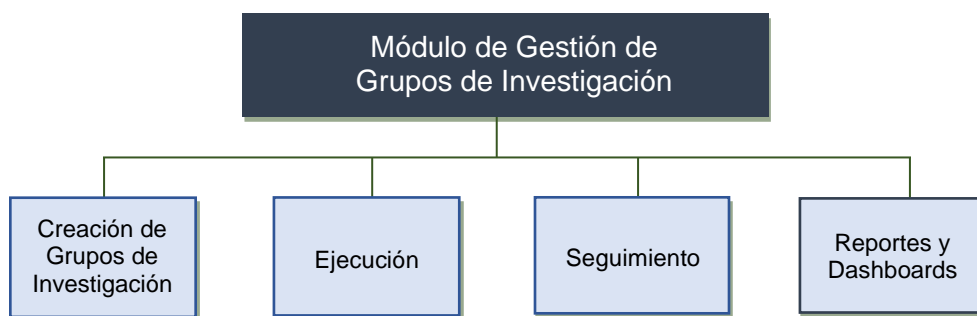 Módulo de Gestión de
Grupos de Investigación
Creación de
Grupos de
Investigación
Ejecución
Seguimiento
Reportes y
Dashboards